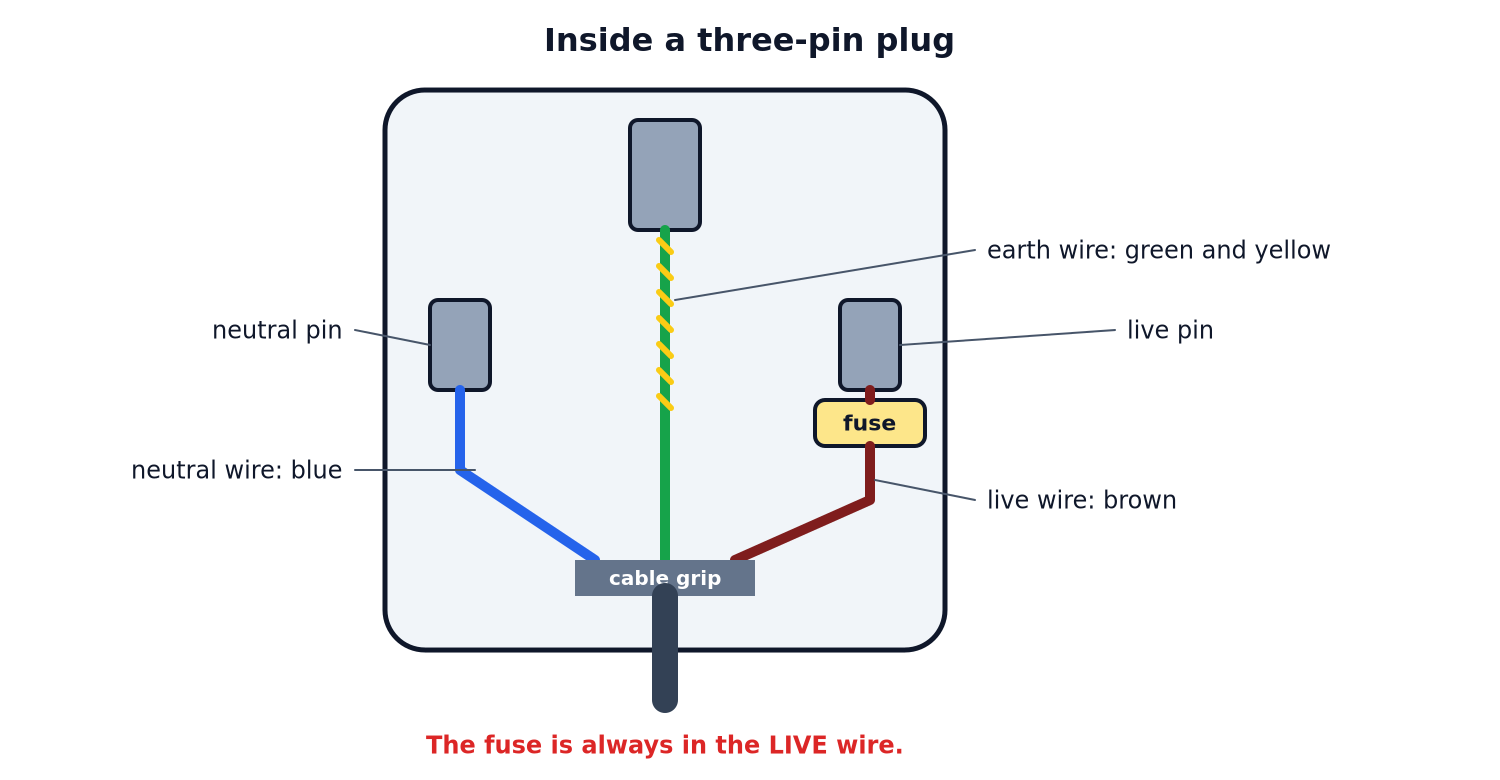 Inside a three-pin plug
earth wire: green and yellow
neutral pin
live pin
fuse
neutral wire: blue
live wire: brown
cable grip
The fuse is always in the LIVE wire.